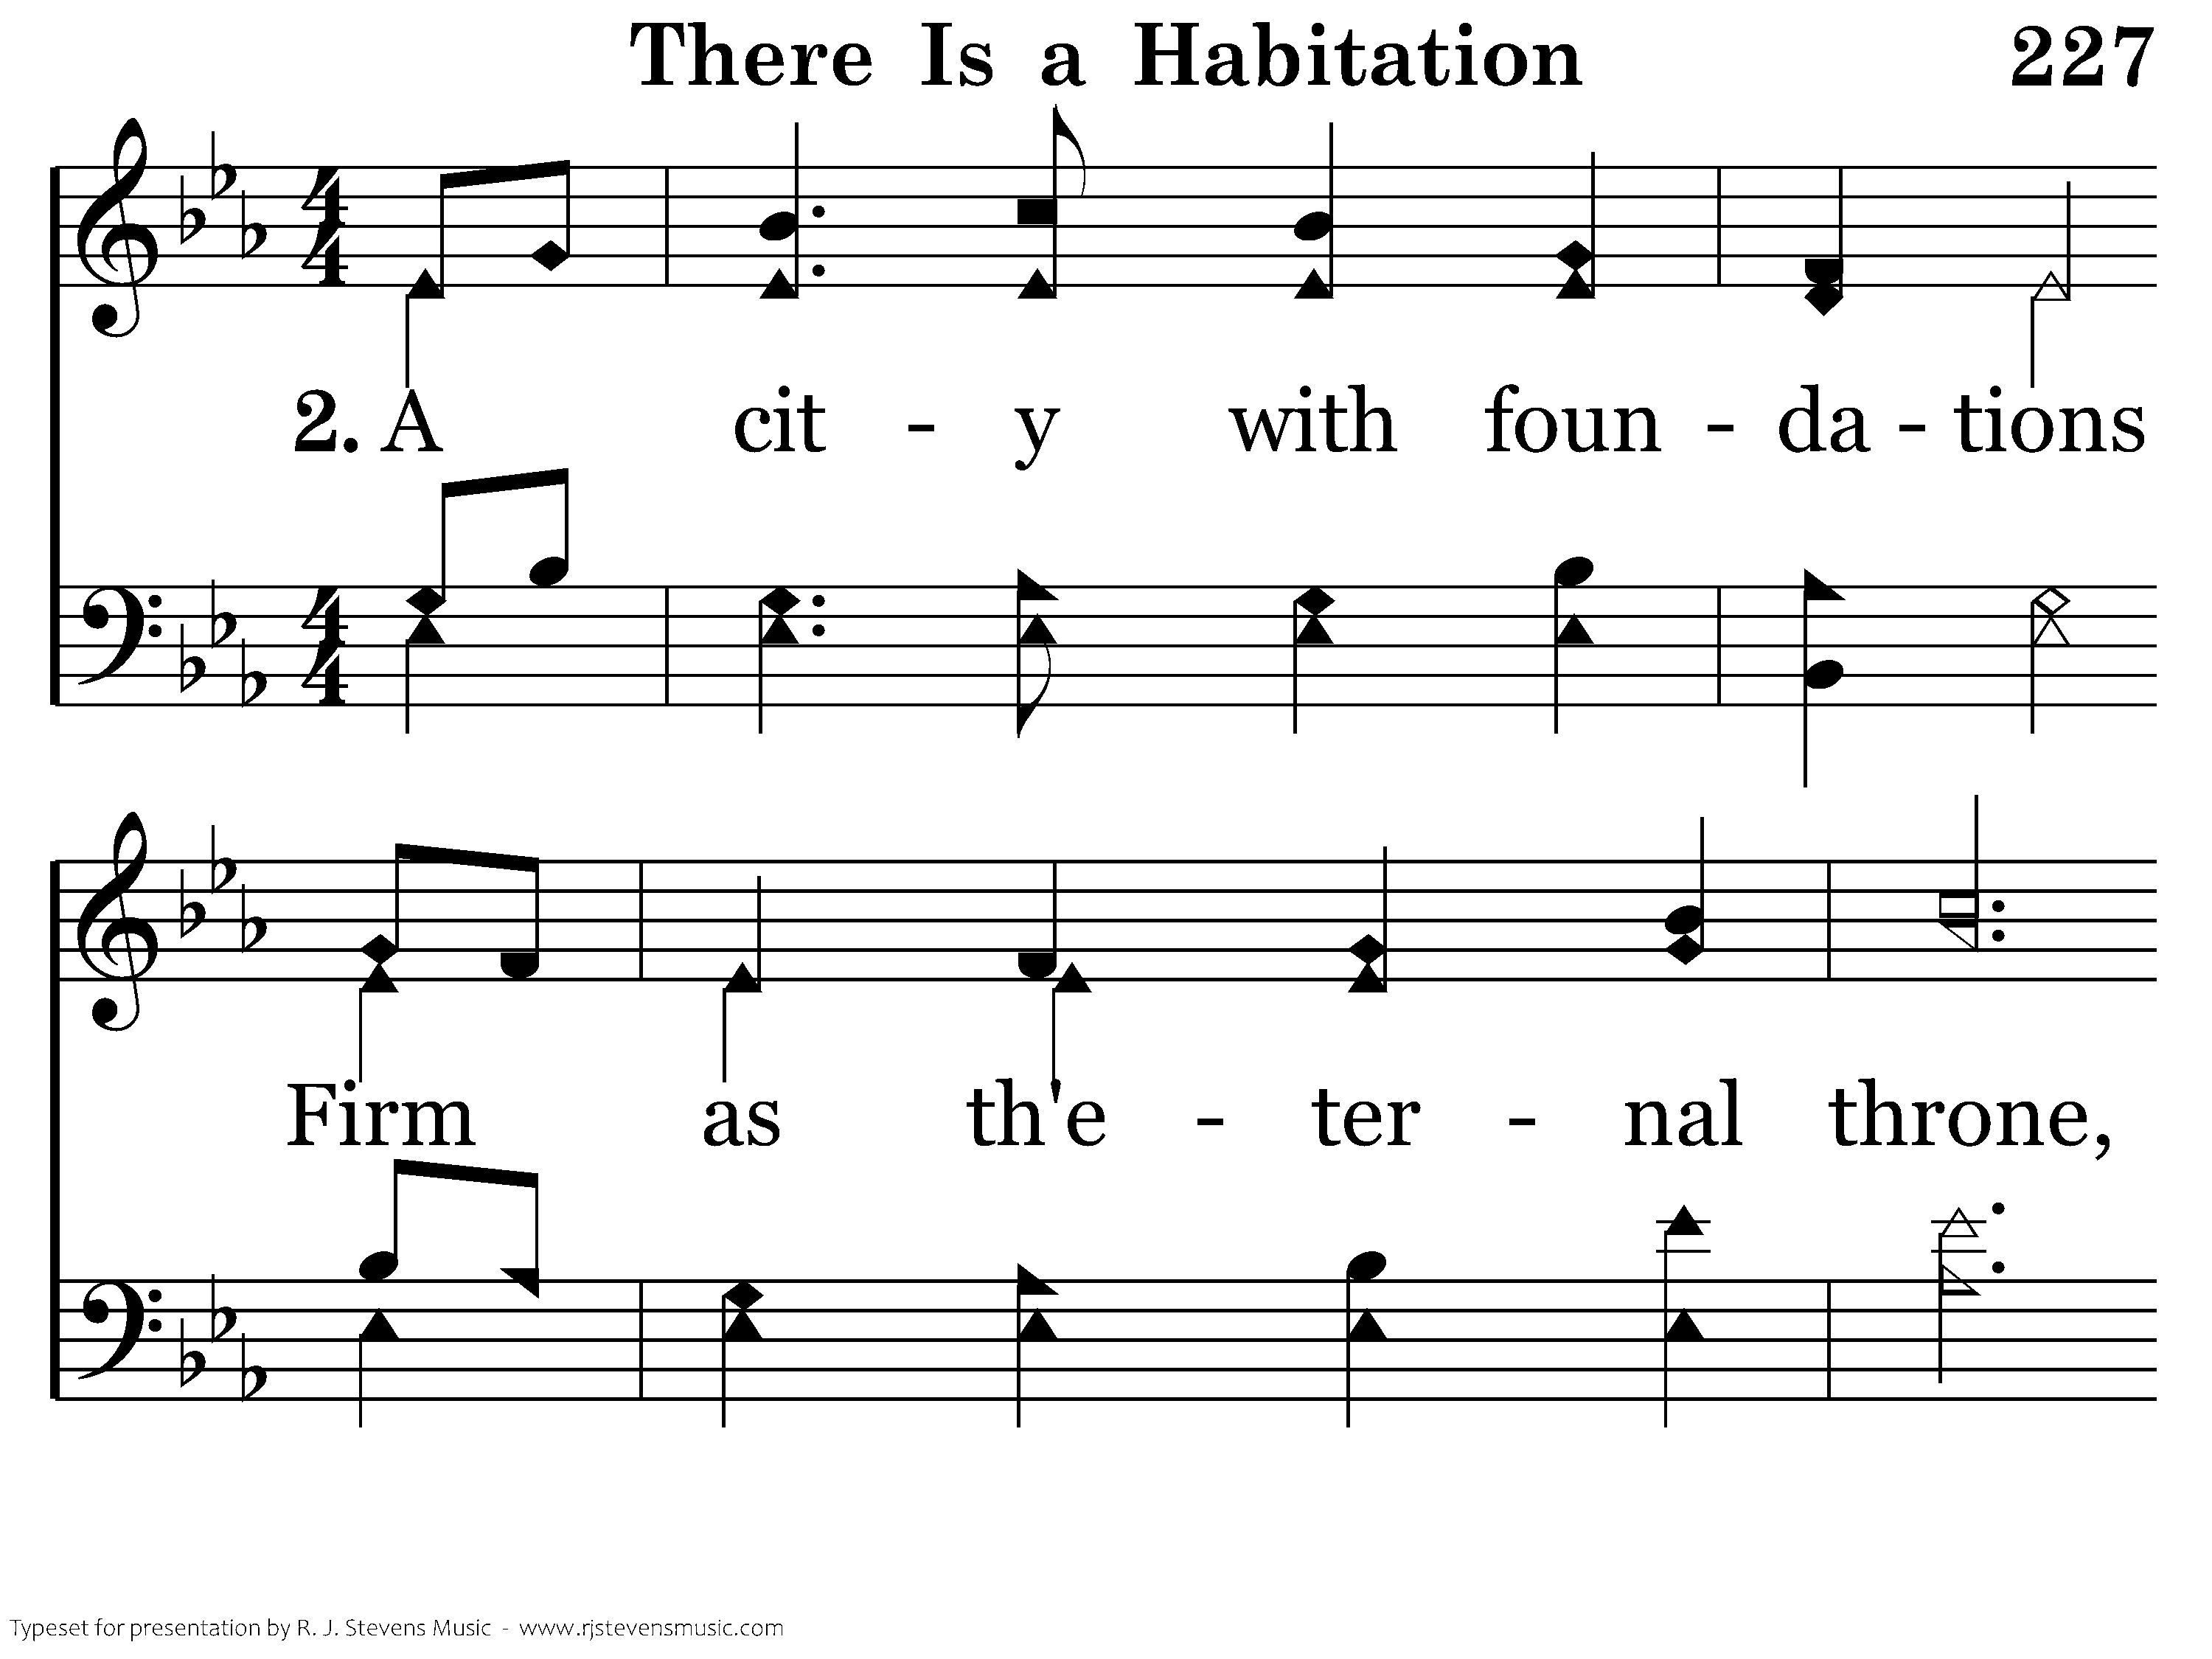 There Is a Habitation 227
2. A cit - y with foun - da - tions
Firm as th'e - ter - nal throne,
Typeset for presentation by R. J. Stevens Music - www.rjstevensmusic.com